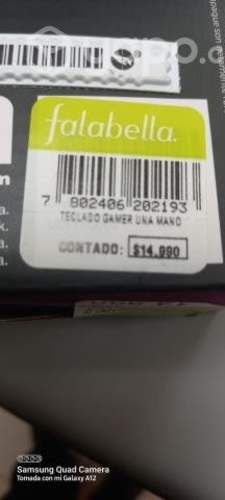 falabella.
7 802406 202193
TECLADO GAMER UNA MANO
CONTADO: $14.990
Samsung Quad Camera
Tomada con mi Galaxy A12